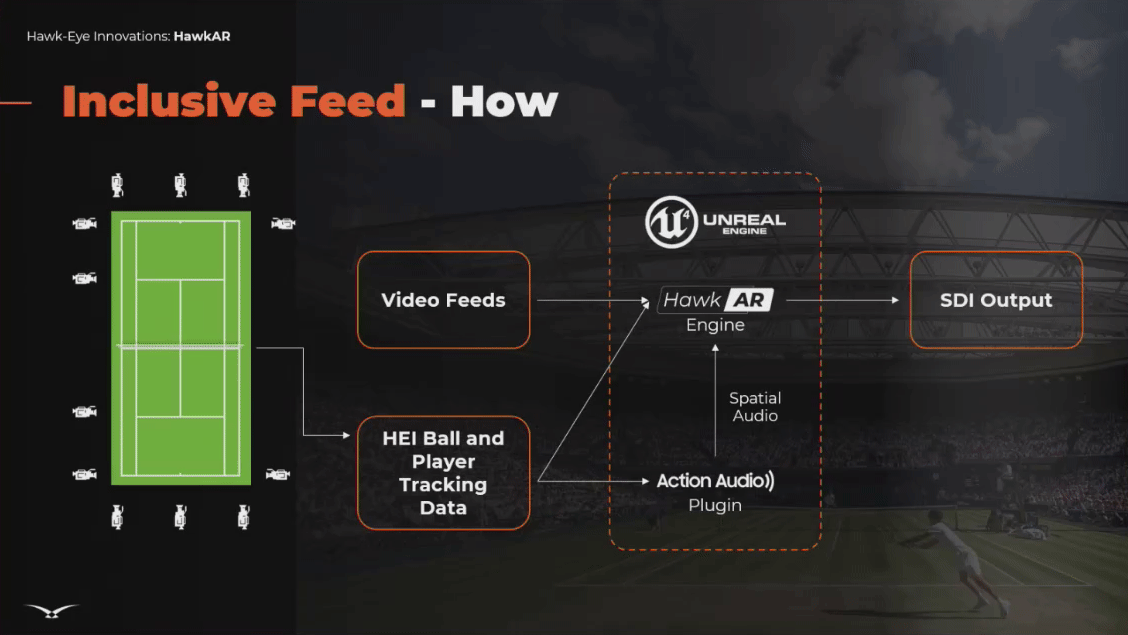 Hawk-Eye Innovations: HawkAR
Inclusive Feed - How
U4 UNREAL
ENGINE
Video Feeds
Hawk AR
Engine
SDI Output
Spatial
Audio
HEI Ball and
Player
Tracking
Data
Action Audio))
Plugin